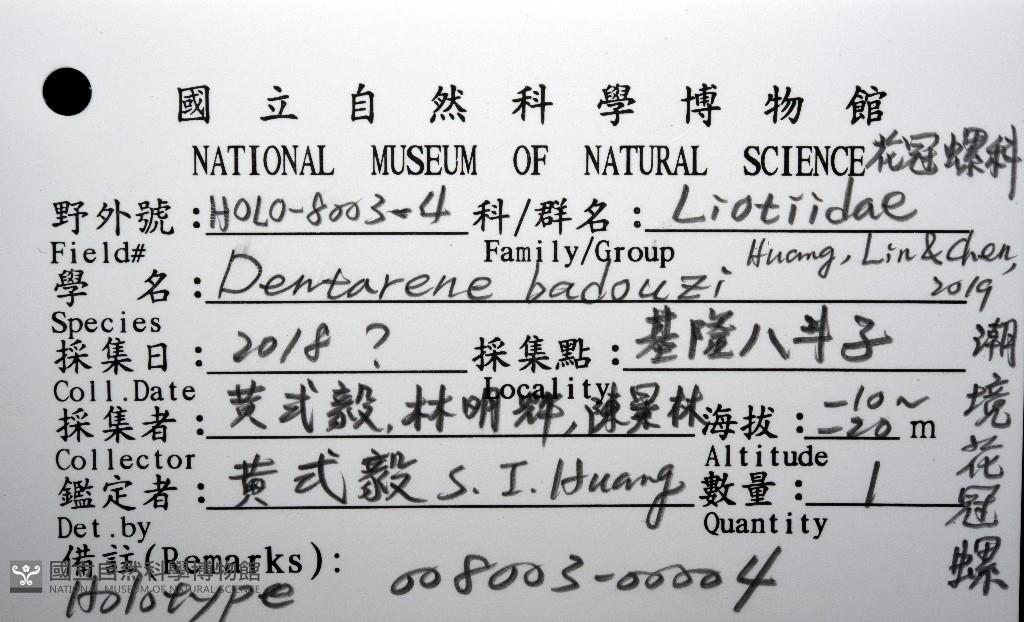 國立自然科學博物館
NATIONAL MUSEUM OF NATURAL SCIENCE 花冠螺科
野外號：HOLO-8003-4 科/群名：Liotiidae
Field# Family/Group Huang, Lin & Chen,
學名：Dentarene badouzi 2019
Species
採集日：2018 ? 採集點：基隆八斗子
Coll.Date Locality
採集者：黃式毅, 林明輝, 陳景林 海拔：-10~-20 m
Collector Altitude
鑑定者：黃式毅 S. I. Huang 數量：1
Det.by Quantity
備註(Remarks)：
Holotype 008003-00004
潮境花冠螺
國立自然科學博物館
NATIONAL MUSEUM OF NATURAL SCIENCE